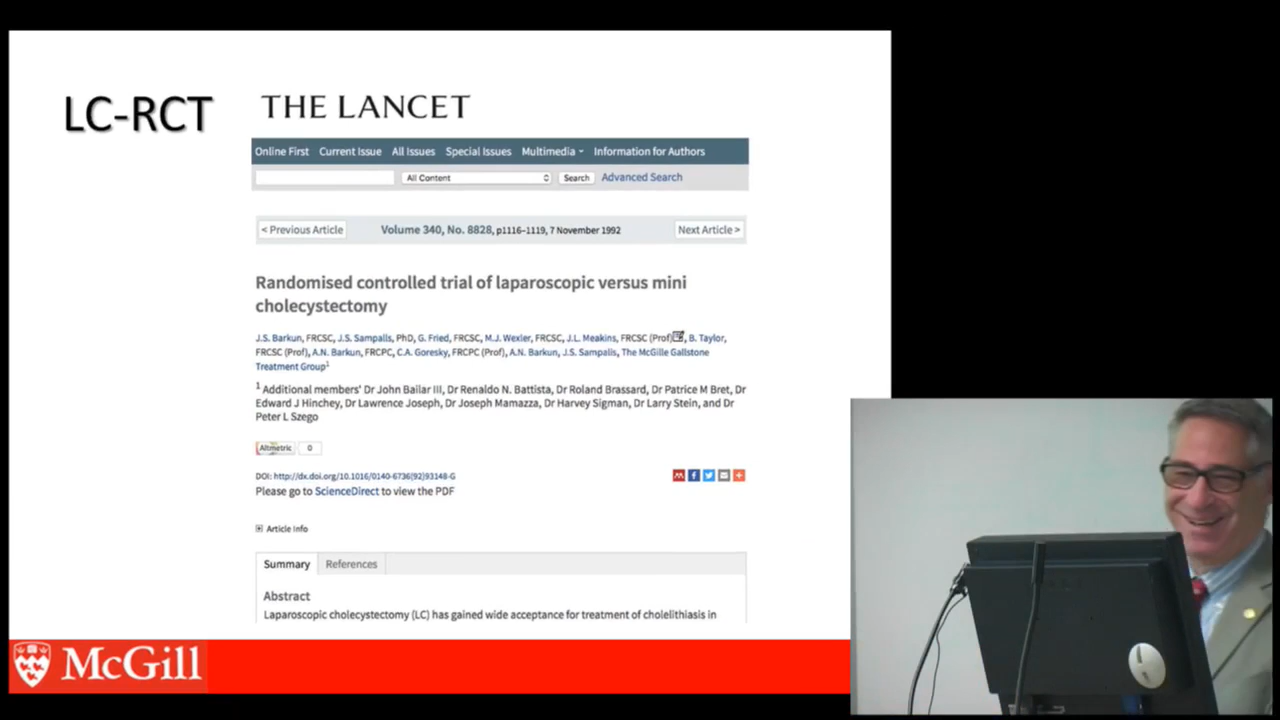 LC-RCT
THE LANCET
Online First Current Issue All Issues Special Issues Multimedia Information for Authors
All Content Search Advanced Search
< Previous Article Volume 340, No. 8828, p1116–1119, 7 November 1992 Next Article >
Randomised controlled trial of laparoscopic versus mini
cholecystectomy
J.S. Barkun, FRCSC, J.S. Sampalls, PhD, G. Fried, FRCSC, M.J. Wexler, FRCSC, J.L. Meakins, FRCSC (Prof), B. Taylor,
FRCSC (Prof), A.N. Barkun, FRCPC, C.A. Goresky, FRCPC (Prof), A.N. Barkun, J.S. Sampalis, The McGille Gallstone
Treatment Group1
1 Additional members' Dr John Bailar III, Dr Renaldo N. Battista, Dr Roland Brassard, Dr Patrice M Bret, Dr
Edward J Hinchey, Dr Lawrence Joseph, Dr Joseph Mamazza, Dr Harvey Sigman, Dr Larry Stein, and Dr
Peter L Szego
Altmetric 0
DOI: http://dx.doi.org/10.1016/0140-6736(92)93148-G
Please go to ScienceDirect to view the PDF
Article Info
Summary References
Abstract
Laparoscopic cholecystectomy (LC) has gained wide acceptance for treatment of cholelithiasis in
McGill